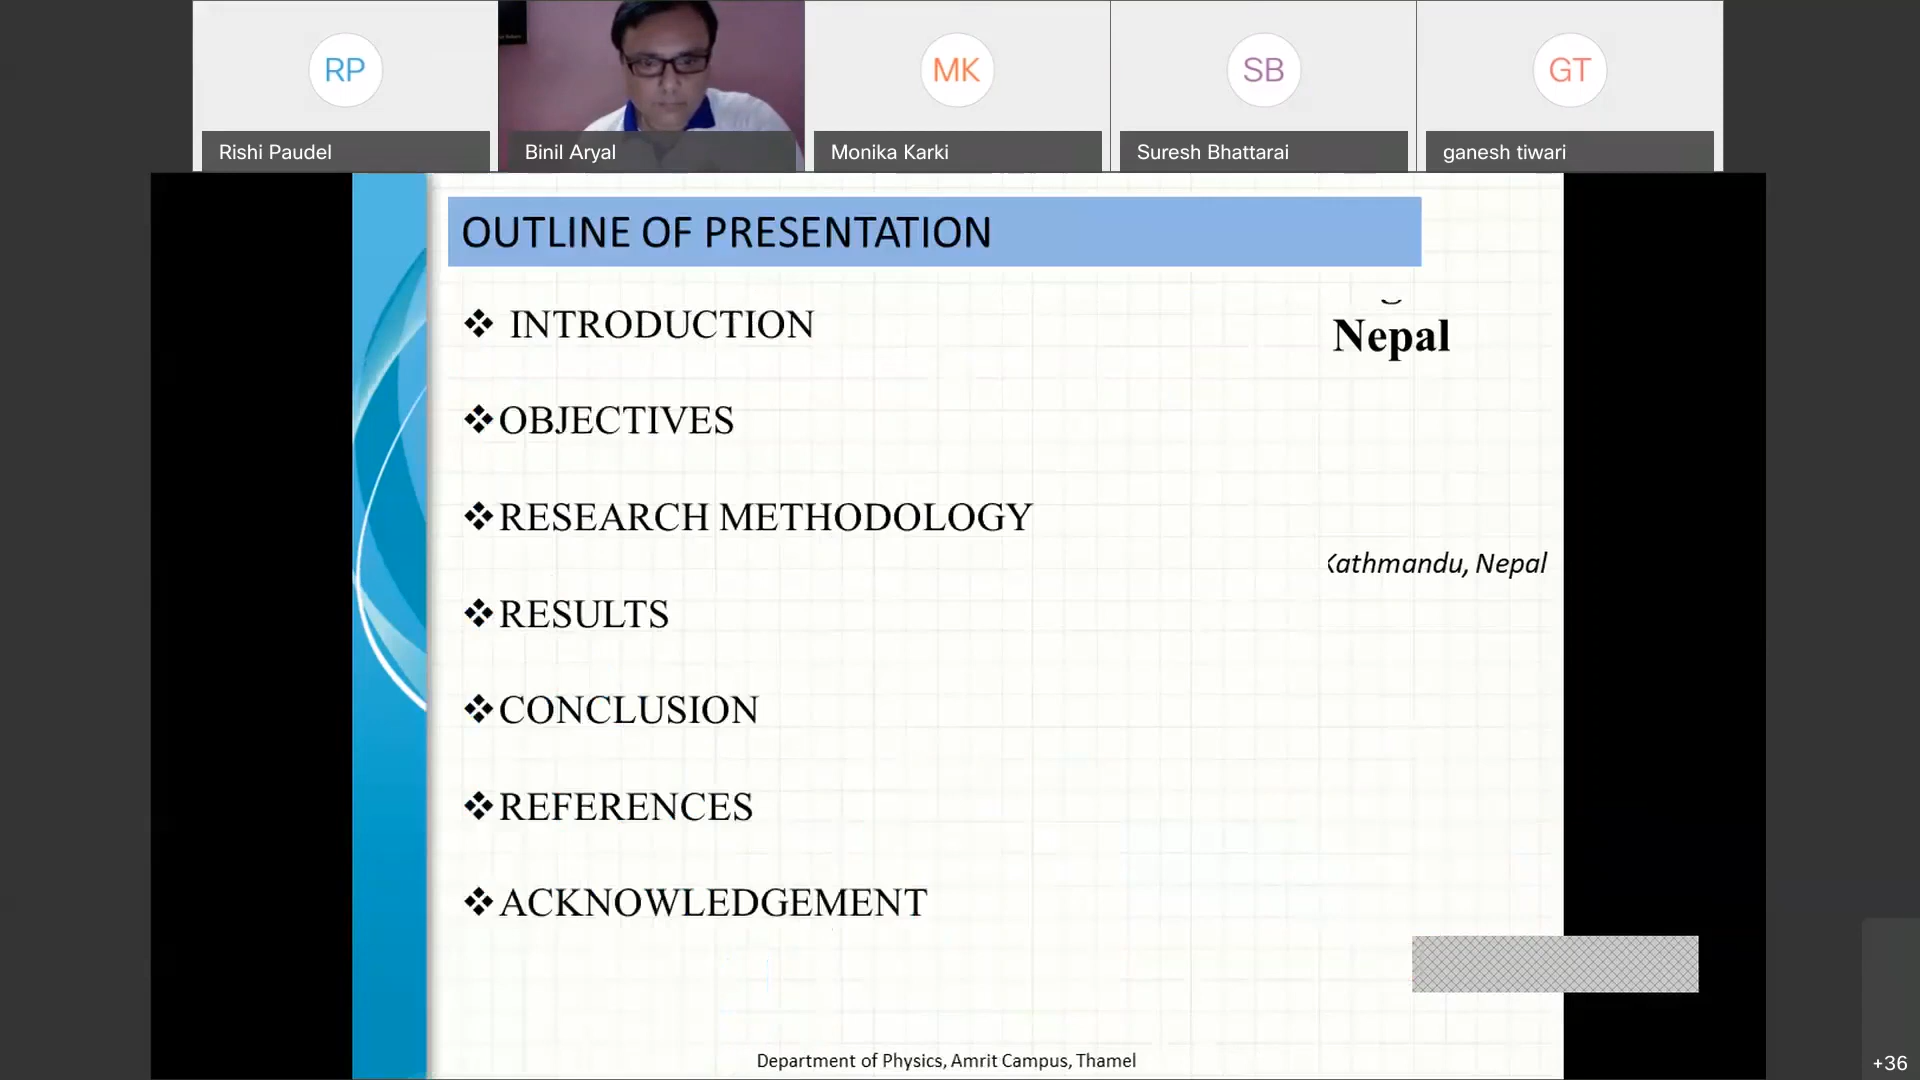 RP
MK
SB
GT
Rishi Paudel
Binil Aryal
Monika Karki
Suresh Bhattarai
ganesh tiwari
OUTLINE OF PRESENTATION
❖ INTRODUCTION
Nepal
❖OBJECTIVES
❖RESEARCH METHODOLOGY
Kathmandu, Nepal
❖RESULTS
❖CONCLUSION
❖REFERENCES
❖ACKNOWLEDGEMENT
Department of Physics, Amrit Campus, Thamel
+36